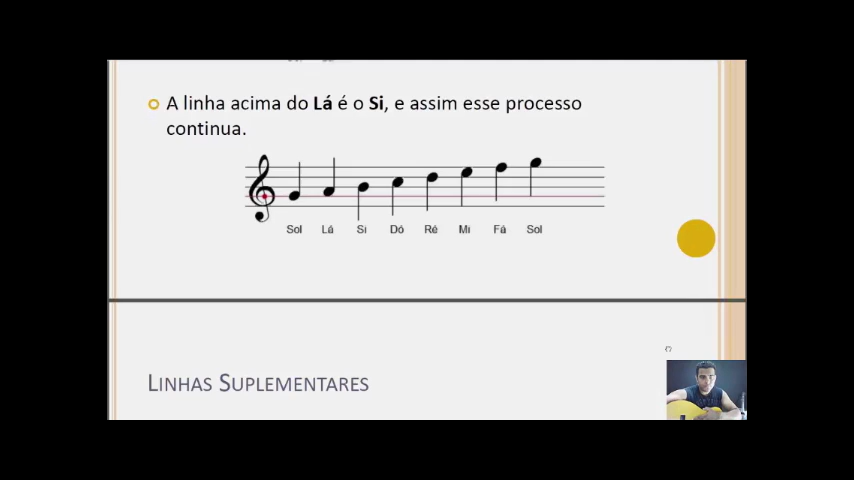 A linha acima do Lá é o Si, e assim esse processo
continua.
Sol Lá Si Dó Ré Mi Fá Sol
LINHAS SUPLEMENTARES